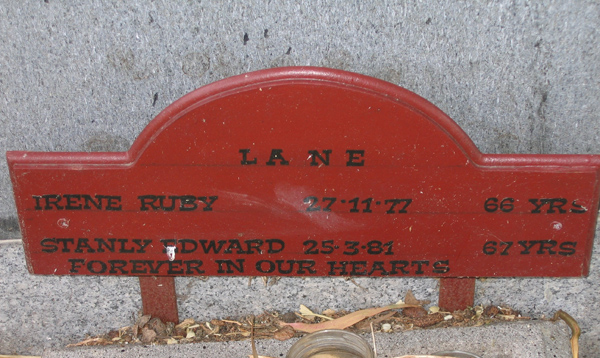 LANE
IRENE RUBY 27·11·77 66 YRS
STANLY EDWARD 25·3·81 67 YRS
FOREVER IN OUR HEARTS